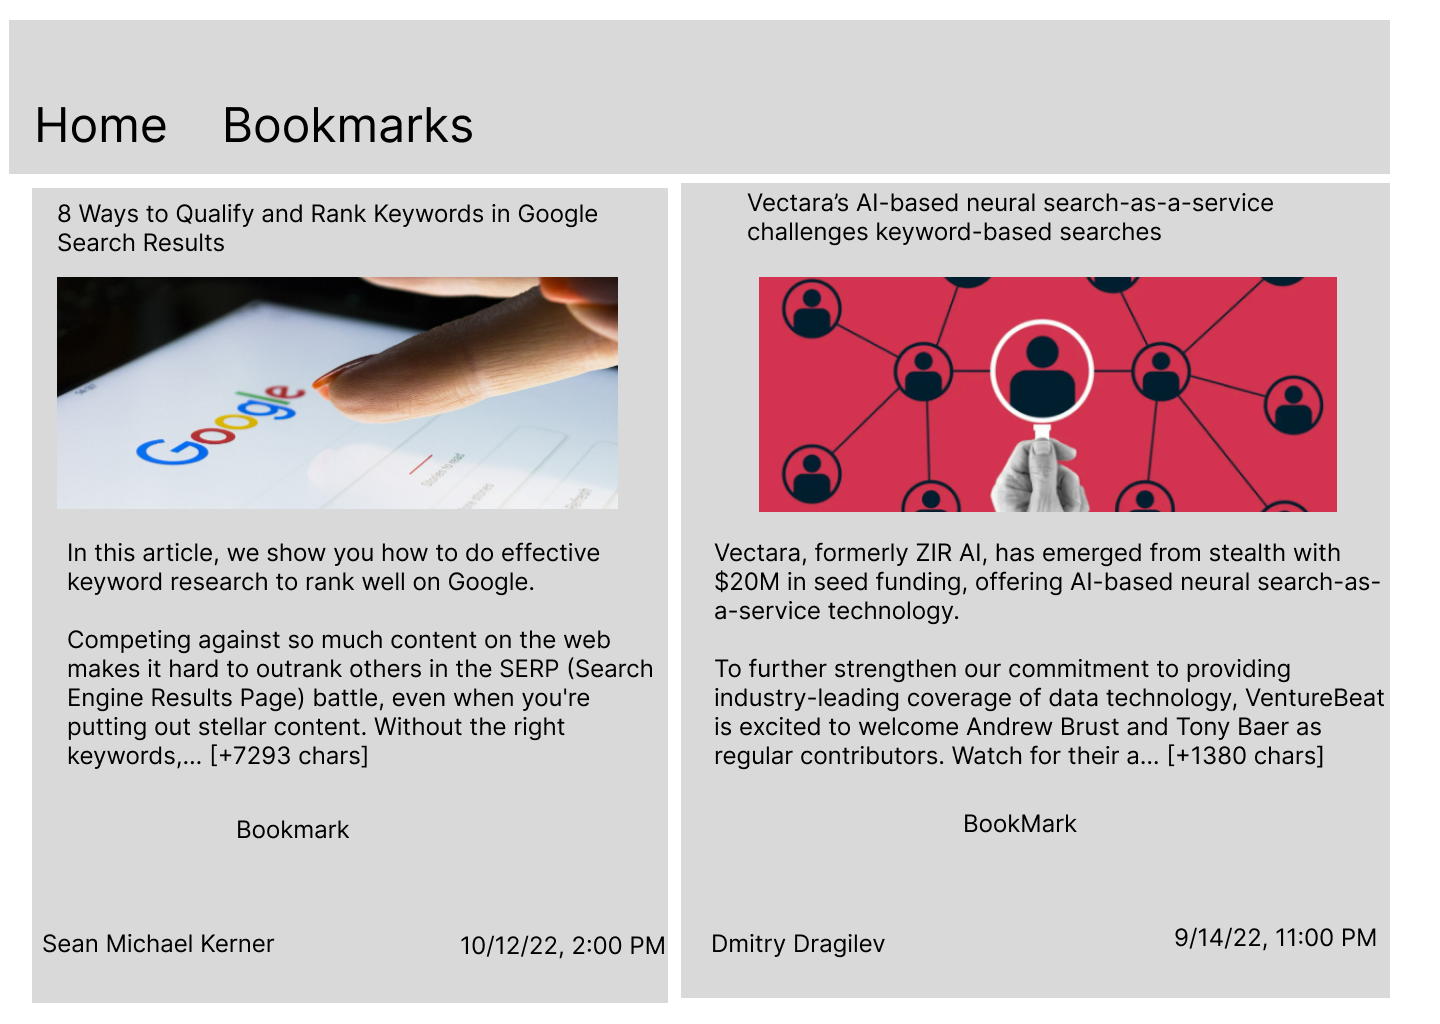 Home Bookmarks
8 Ways to Qualify and Rank Keywords in Google
Search Results
Google
In this article, we show you how to do effective
keyword research to rank well on Google.
Competing against so much content on the web
makes it hard to outrank others in the SERP (Search
Engine Results Page) battle, even when you're
putting out stellar content. Without the right
keywords,... [+7293 chars]
Bookmark
Sean Michael Kerner
10/12/22, 2:00 PM
Vectara’s AI-based neural search-as-a-service
challenges keyword-based searches
Vectara, formerly ZIR AI, has emerged from stealth with
$20M in seed funding, offering AI-based neural search-as-
a-service technology.
To further strengthen our commitment to providing
industry-leading coverage of data technology, VentureBeat
is excited to welcome Andrew Brust and Tony Baer as
regular contributors. Watch for their a... [+1380 chars]
BookMark
Dmitry Dragilev
9/14/22, 11:00 PM